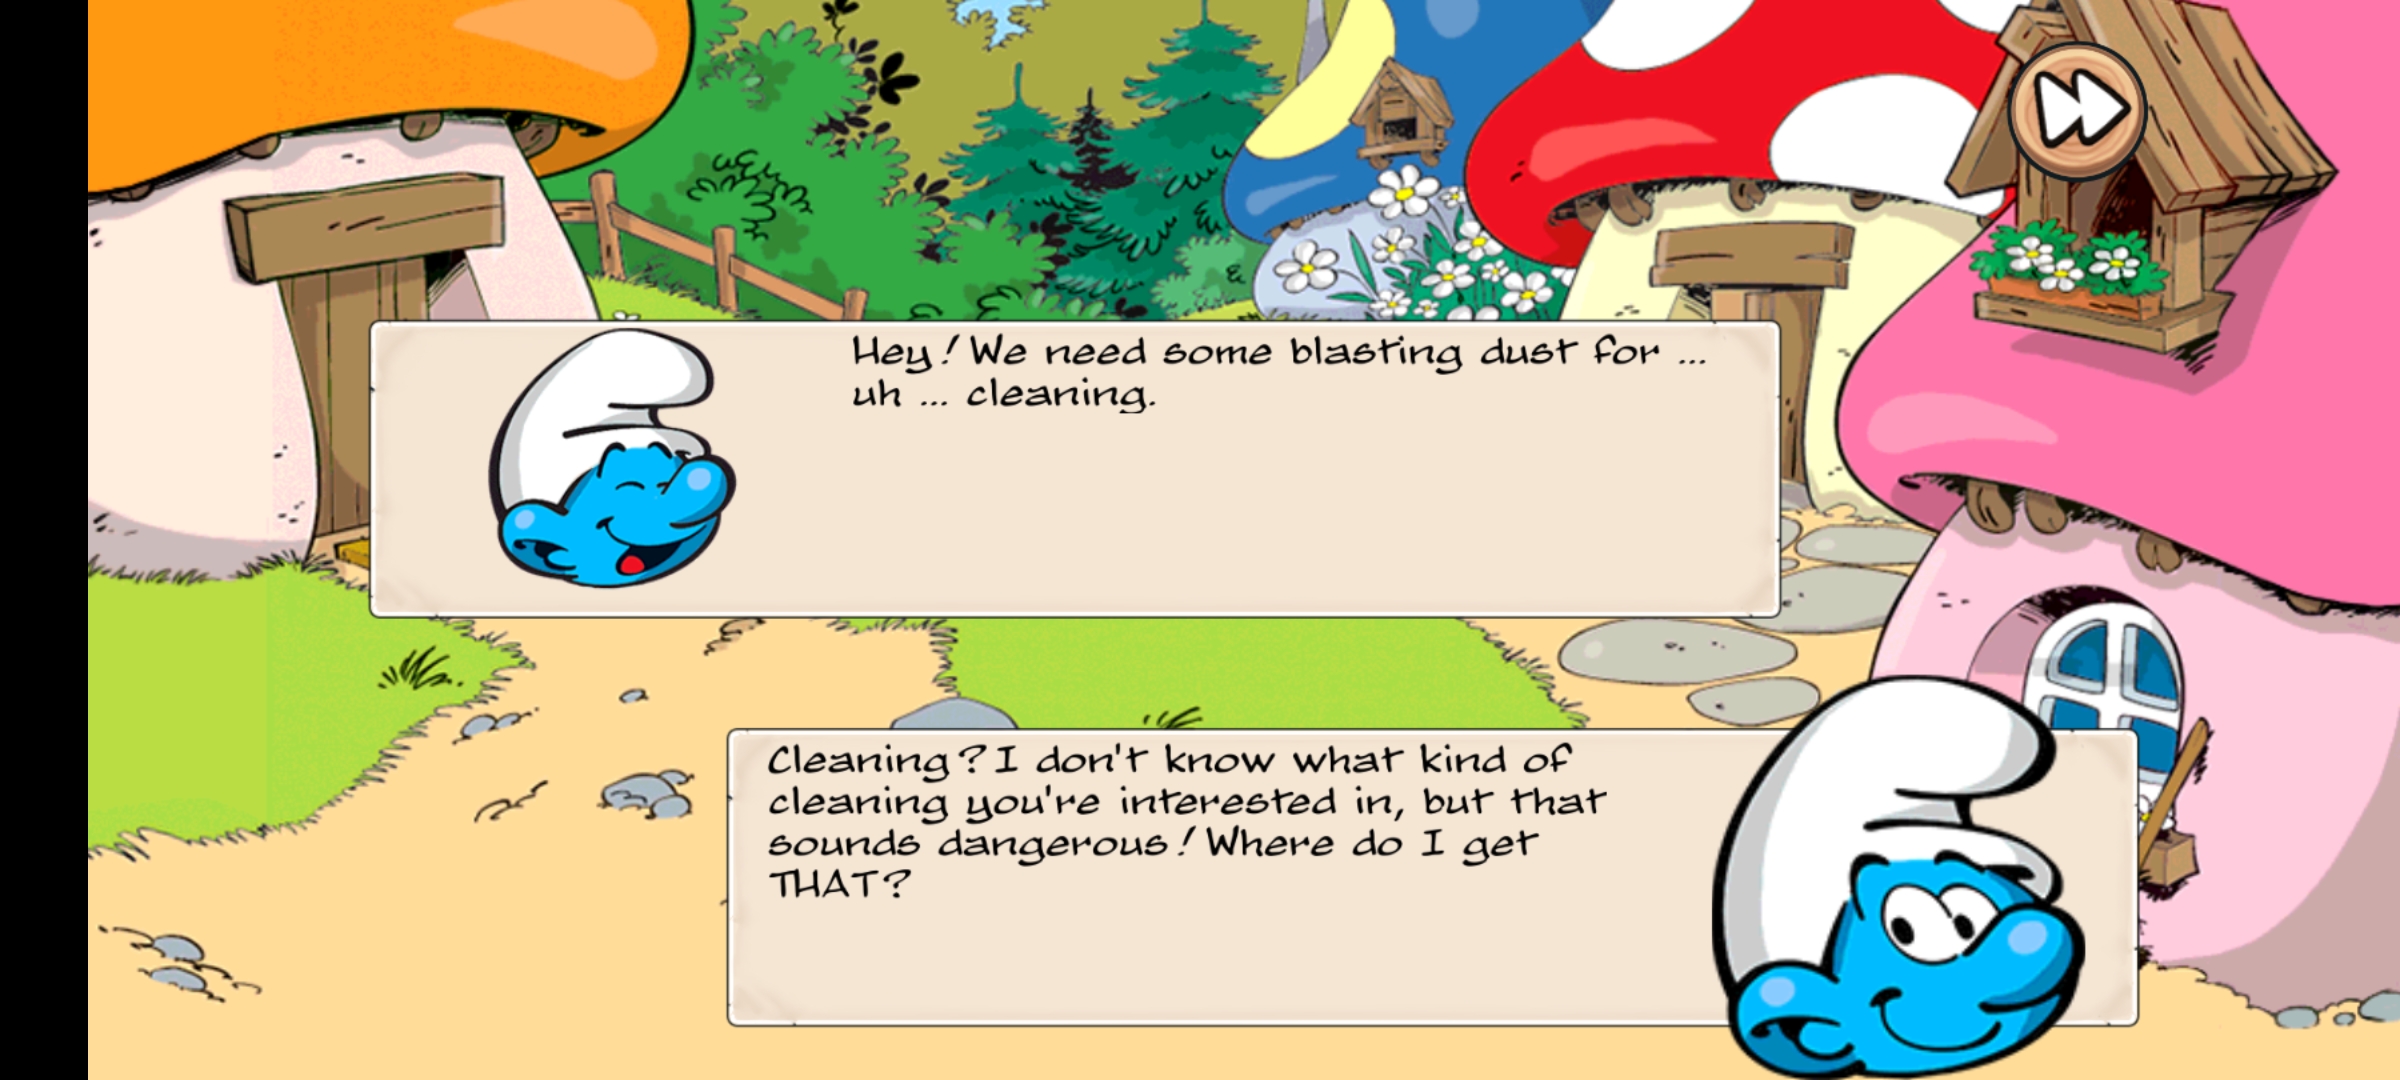 Hey! We need some blasting dust for ...
uh ... cleaning.
Cleaning? I don't know what kind of
cleaning you're interested in, but that
sounds dangerous! Where do I get
THAT?